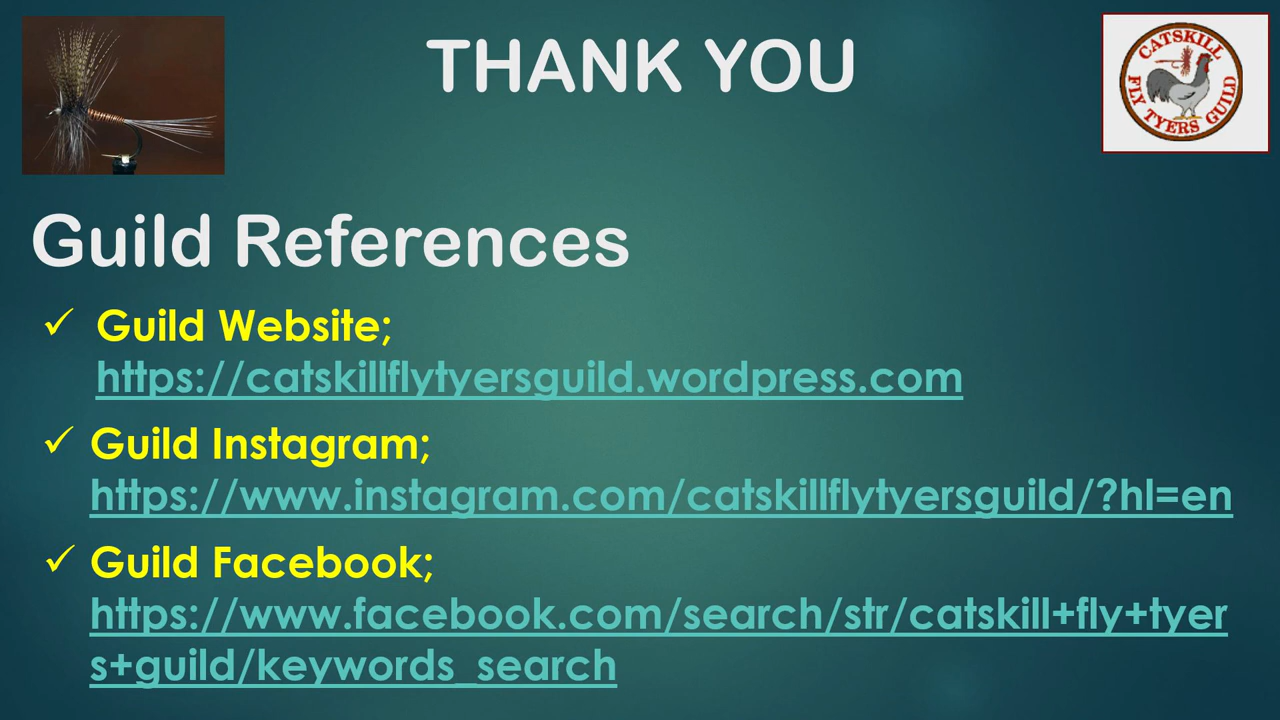 THANK YOU
CATSKILL
FLY TYERS GUILD
Guild References
✓ Guild Website;
https://catskillflytyersguild.wordpress.com
✓ Guild Instagram;
https://www.instagram.com/catskillflytyersguild/?hl=en
✓ Guild Facebook;
https://www.facebook.com/search/str/catskill+fly+tyer
s+guild/keywords_search